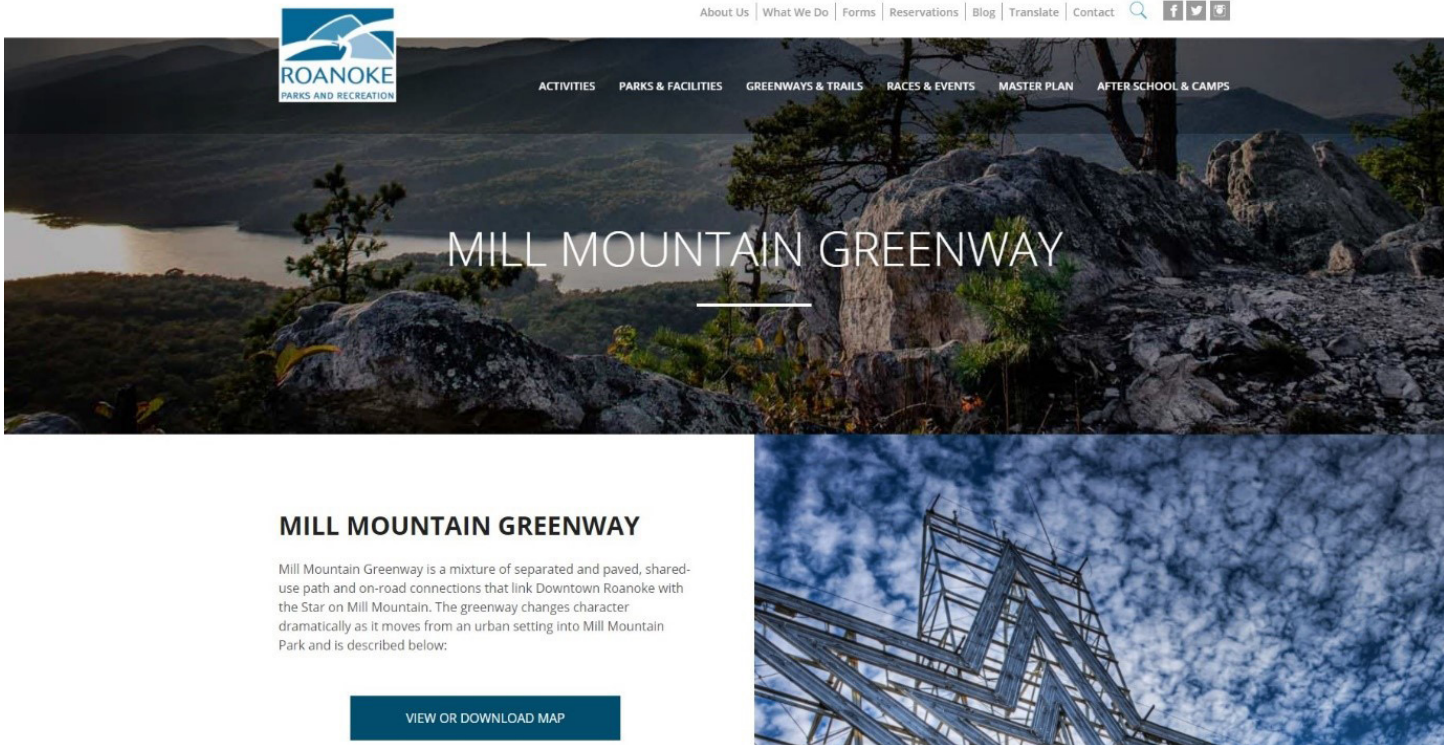 About Us | What We Do | Forms | Reservations | Blog | Translate | Contact
ROANOKE
PARKS AND RECREATION
ACTIVITIES PARKS & FACILITIES GREENWAYS & TRAILS RACES & EVENTS MASTER PLAN AFTER SCHOOL & CAMPS
MILL MOUNTAIN GREENWAY
MILL MOUNTAIN GREENWAY
Mill Mountain Greenway is a mixture of separated and paved, shared-
use path and on-road connections that link Downtown Roanoke with
the Star on Mill Mountain. The greenway changes character
dramatically as it moves from an urban setting into Mill Mountain
Park and is described below:
VIEW OR DOWNLOAD MAP